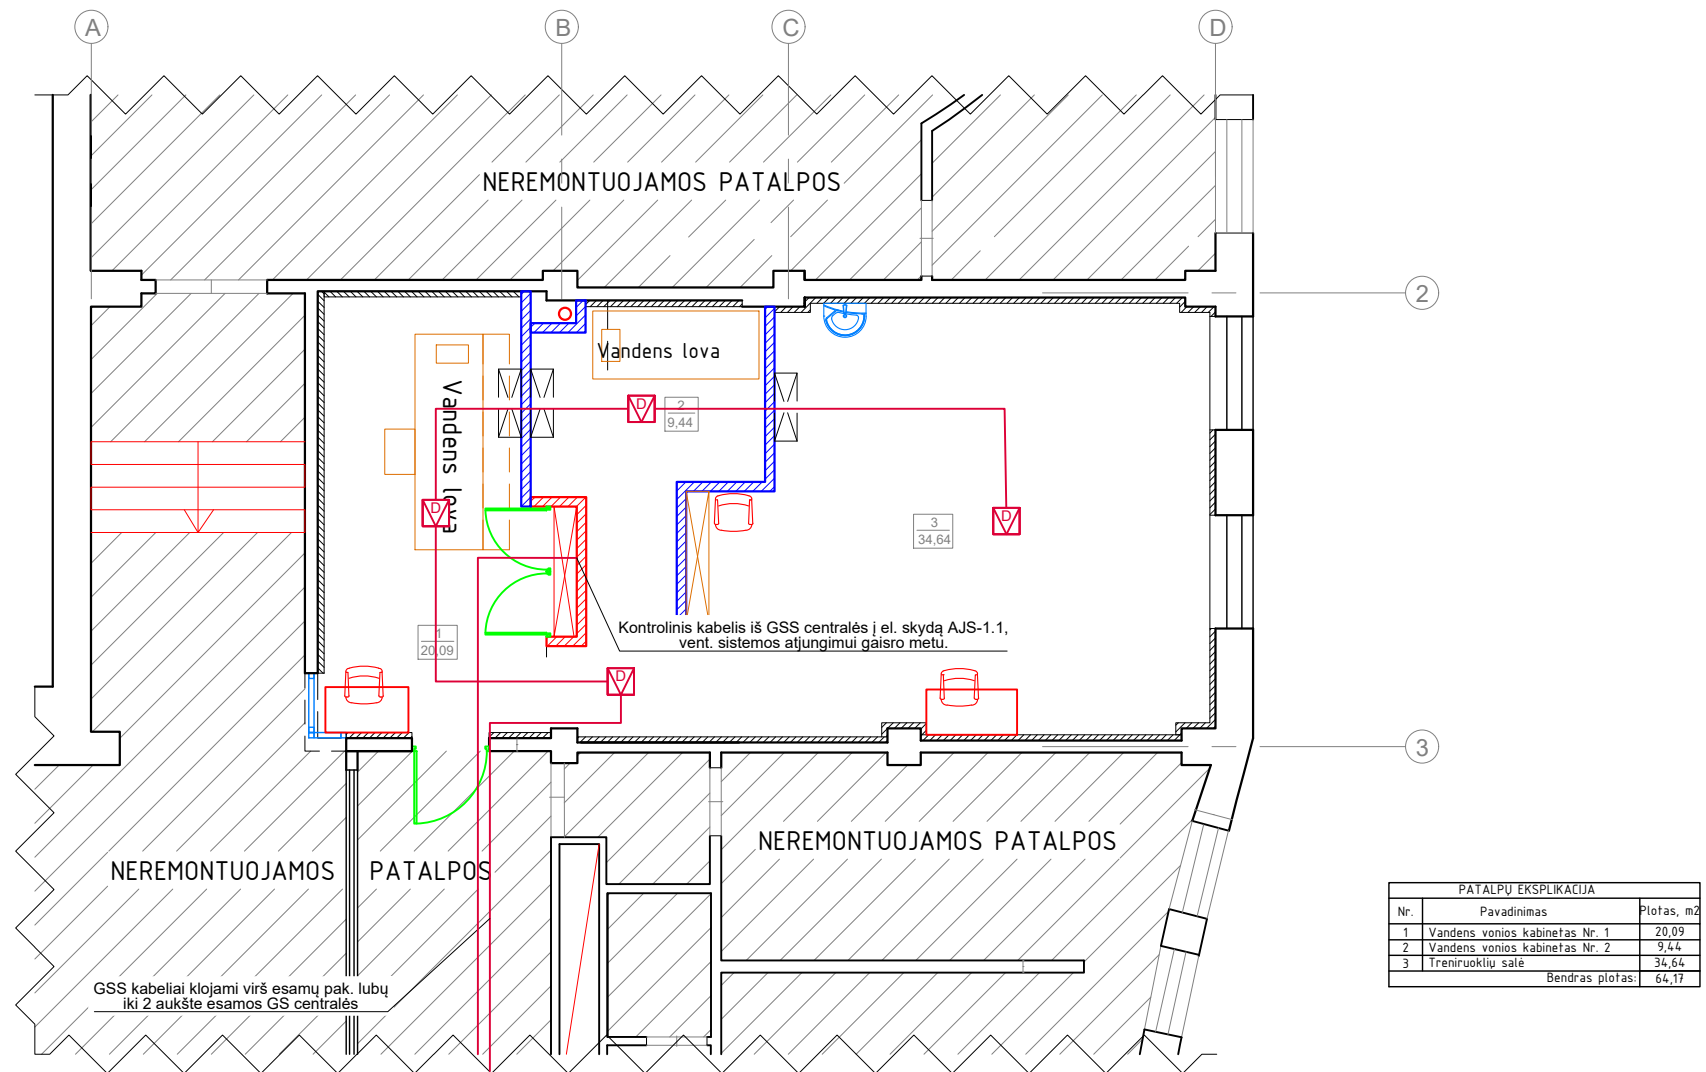 A
B
C
D
NEREMONTUOJAMOS PATALPOS
2
Vandens lova
Vandens lova
D
2
9,44
D
D
3
34,64
Kontrolinis kabelis iš GSS centralės į el. skydą AJS-1.1,
vent. sistemos atjungimui gaisro metu.
1
20,09
D
3
NEREMONTUOJAMOS PATALPOS
NEREMONTUOJAMOS PATALPOS
GSS kabeliai klojami virš esamų pak. lubų
iki 2 aukšte esamos GS centralės
PATALPŲ EKSPLIKACIJA
Nr. Pavadinimas Plotas, m2
1 Vandens vonios kabinetas Nr. 1 20,09
2 Vandens vonios kabinetas Nr. 2 9,44
3 Treniruoklių salė 34,64
Bendras plotas: 64,17